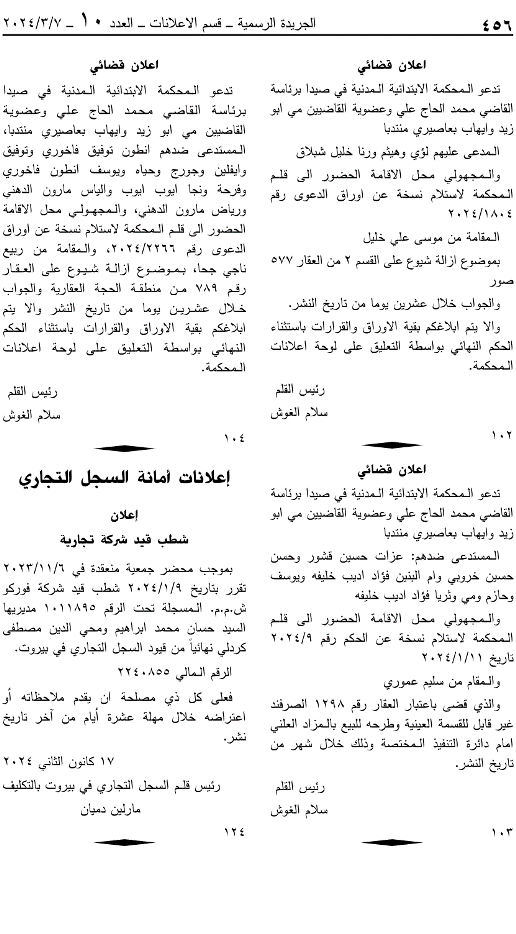 ٤٥٦
الجريدة الرسمية ـ قسم الاعلانات ـ العدد ١٠ ـ ٢٠٢٤/٣/٧
اعلان قضائي
تدعو المحكمة الابتدائية المدنية في صيدا برئاسة
القاضي محمد الحاج علي وعضوية القاضيين مي ابو
زيد وايهاب بعاصيري منتدبا
المدعى عليهم لؤي وهيثم ورنا خليل شبلاق
والمجهولي محل الاقامة الحضور الى قلم
المحكمة لاستلام نسخة عن اوراق الدعوى رقم
٢٠٢٤/١٨٠٤
المقامة من موسى علي خليل
بموضوع ازالة شيوع على القسم ٢ من العقار ٥٧٧
صور
والجواب خلال عشرين يوما من تاريخ النشر.
والا يتم ابلاغكم بقية الاوراق والقرارات باستثناء
الحكم النهائي بواسطة التعليق على لوحة اعلانات
المحكمة.
رئيس القلم
سلام الغوش
١٠٢
اعلان قضائي
تدعو المحكمة الابتدائية المدنية في صيدا برئاسة
القاضي محمد الحاج علي وعضوية القاضيين مي ابو
زيد وايهاب بعاصيري منتدبا
المستدعى ضدهم: عزات حسين قشور وحسن
حسين خروبي وام البنين فؤاد اديب خليفه ويوسف
وحازم ومي وثريا فؤاد اديب خليفه
والمجهولي محل الاقامة الحضور الى قلم
المحكمة لاستلام نسخة عن الحكم رقم ٢٠٢٤/٩
تاريخ ٢٠٢٤/١/١١
والمقام من سليم عموري
والذي قضى باعتبار العقار رقم ١٢٩٨ الصرفند
غير قابل للقسمة العينية وطرحه للبيع بالمزاد العلني
امام دائرة التنفيذ المختصة وذلك خلال شهر من
تاريخ النشر.
رئيس القلم
سلام الغوش
١٠٣
اعلان قضائي
تدعو المحكمة الابتدائية المدنية في صيدا
برئاسة القاضي محمد الحاج علي وعضوية
القاضيين مي ابو زيد وايهاب بعاصيري منتدبا،
المستدعى ضدهم انطون توفيق فاخوري وتوفيق
وايفلين وجورج وحياه ويوسف انطون فاخوري
وفرحة ونجا ايوب ايوب والياس مارون الدهني
ورياض مارون الدهني، والمجهولي محل الاقامة
الحضور الى قلم المحكمة لاستلام نسخة عن اوراق
الدعوى رقم ٢٠٢٤/٢٢٦٦، والمقامة من ربيع
ناجي جحا، بموضوع ازالة شيوع على العقار
رقم ٧٨٩ من منطقة الحجة العقارية والجواب
خلال عشرين يوما من تاريخ النشر والا يتم
ابلاغكم بقية الاوراق والقرارات باستثناء الحكم
النهائي بواسطة التعليق على لوحة اعلانات
المحكمة.
رئيس القلم
سلام الغوش
١٠٤
إعلانات أمانة السجل التجاري
إعلان
شطب قيد شركة تجارية
بموجب محضر جمعية منعقدة في ٢٠٢٣/١١/٦
تقرر بتاريخ ٢٠٢٤/١/٩ شطب قيد شركة فوركو
ش.م.م. المسجلة تحت الرقم ١٠١١٨٩٥ مديريها
السيد حسان محمد ابراهيم ومحي الدين مصطفى
كردلي نهائياً من قيود السجل التجاري في بيروت.
الرقم المالي ٢٢٤٠٨٥٥
فعلى كل ذي مصلحة ان يقدم ملاحظاته أو
اعتراضه خلال مهلة عشرة أيام من آخر تاريخ
نشر.
١٧ كانون الثاني ٢٠٢٤
رئيس قلم السجل التجاري في بيروت بالتكليف
مارلين دميان
١٢٤